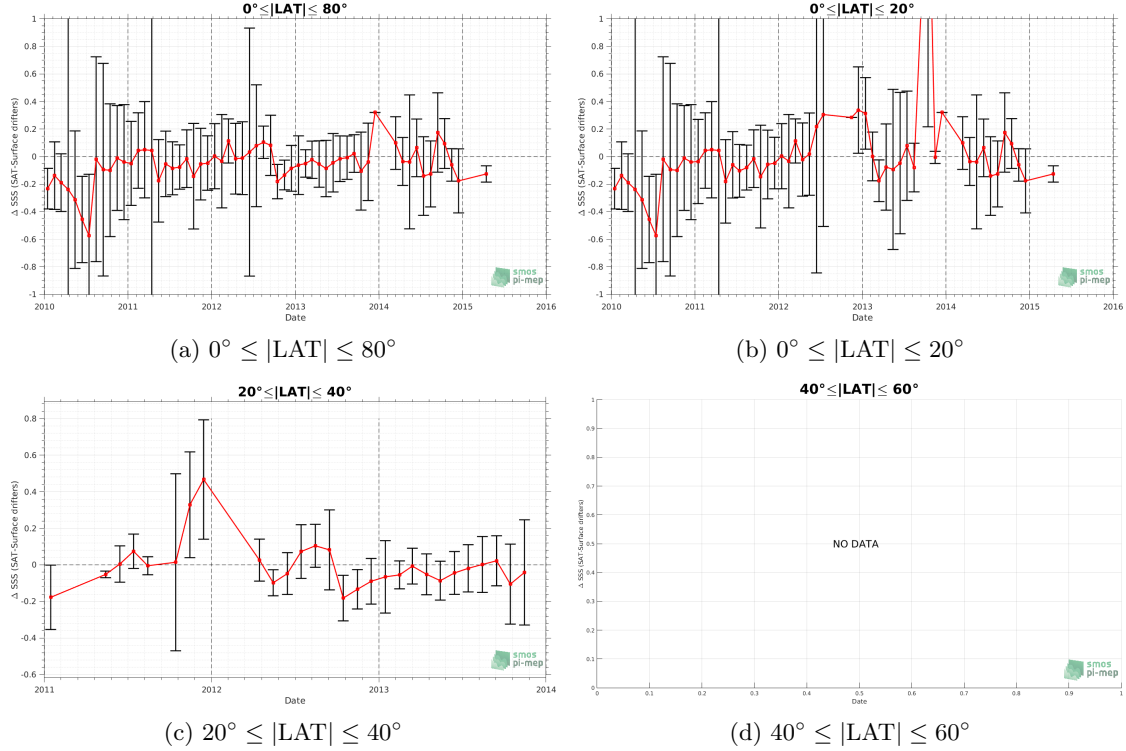 0°≤|LAT|≤ 80°
Δ SSS (SAT-Surface drifters)
1
0.8
0.6
0.4
0.2
0
-0.2
-0.4
-0.6
-0.8
-1
2010
2011
2012
2013
2014
2015
2016
Date
smos
pi-mep
(a) 0° ≤ |LAT| ≤ 80°
0°≤|LAT|≤ 20°
Δ SSS (SAT-Surface drifters)
1
0.8
0.6
0.4
0.2
0
-0.2
-0.4
-0.6
-0.8
-1
2010
2011
2012
2013
2014
2015
2016
Date
smos
pi-mep
(b) 0° ≤ |LAT| ≤ 20°
20°≤|LAT|≤ 40°
Δ SSS (SAT-Surface drifters)
0.8
0.6
0.4
0.2
0
-0.2
-0.4
-0.6
2011
2012
2013
2014
Date
smos
pi-mep
(c) 20° ≤ |LAT| ≤ 40°
40°≤|LAT|≤ 60°
Δ SSS (SAT-Surface drifters)
1
0.9
0.8
0.7
0.6
0.5
0.4
0.3
0.2
0.1
0
NO DATA
0
0.1
0.2
0.3
0.4
0.5
0.6
0.7
0.8
0.9
1
Date
smos
pi-mep
(d) 40° ≤ |LAT| ≤ 60°